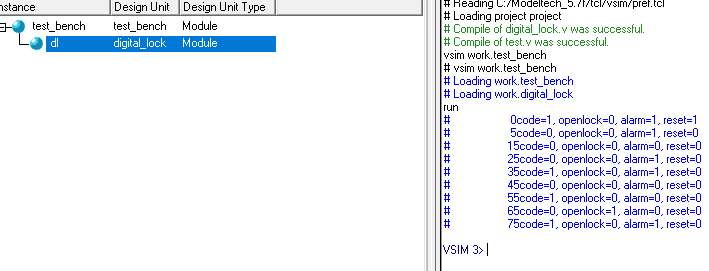 nstance Design Unit Design Unit Type
test_bench test_bench Module
dl digital_lock Module
# Reading C:/Modeltech_5.7f/tcl/vsim/pref.tcl
# Loading project project
# Compile of digital_lock.v was successful.
# Compile of test.v was successful.
vsim work.test_bench
# vsim work.test_bench
# Loading work.test_bench
# Loading work.digital_lock
run
# 0code=1, openlock=0, alarm=1, reset=1
# 5code=0, openlock=0, alarm=1, reset=0
# 15code=0, openlock=0, alarm=0, reset=0
# 25code=0, openlock=0, alarm=1, reset=0
# 35code=1, openlock=0, alarm=1, reset=0
# 45code=0, openlock=0, alarm=0, reset=0
# 55code=1, openlock=0, alarm=0, reset=0
# 65code=0, openlock=1, alarm=0, reset=0
# 75code=1, openlock=0, alarm=0, reset=0
VSIM 3>